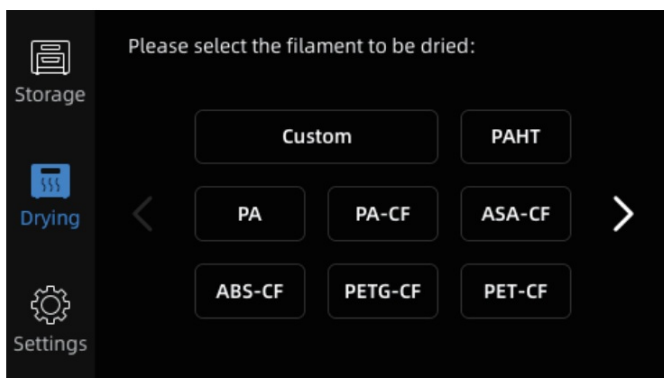 Please select the filament to be dried:
Storage
Custom
PAHT
Drying
PA
PA-CF
ASA-CF
ABS-CF
PETG-CF
PET-CF
Settings